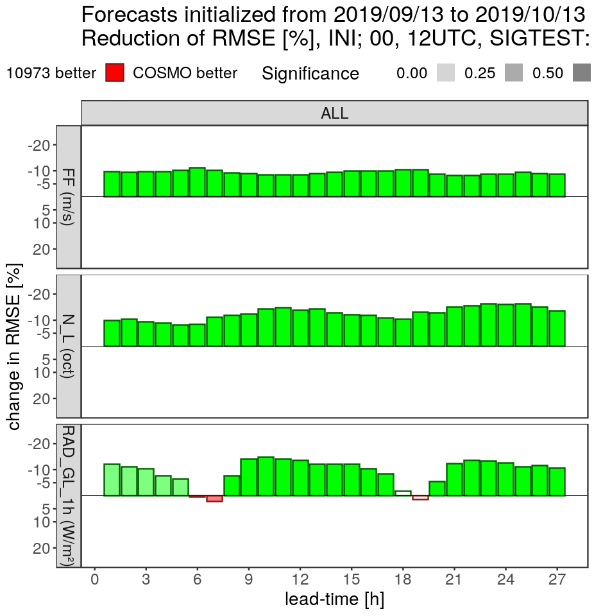 Forecasts initialized from 2019/09/13 to 2019/10/13
Reduction of RMSE [%], INI; 00, 12UTC, SIGTEST:
10973 better COSMO better Significance 0.00 0.25 0.50
ALL
change in RMSE [%]
-20
-10
-5
5
10
20
FF (m/s)
-20
-10
-5
5
10
20
N_L (oct)
-20
-10
-5
5
10
20
RAD_GL_1h (W/m²)
0 3 6 9 12 15 18 21 24 27
lead-time [h]